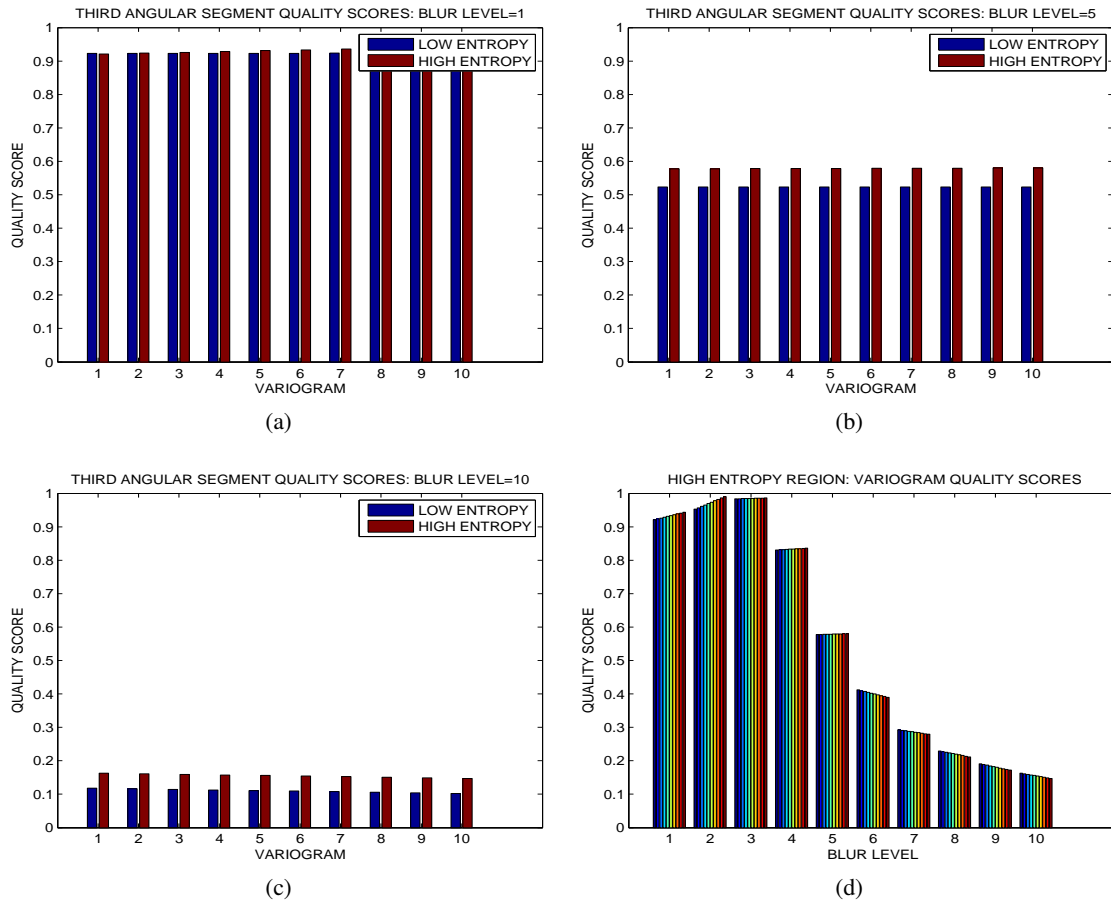 THIRD ANGULAR SEGMENT QUALITY SCORES: BLUR LEVEL=1
1
0.9
0.8
0.7
0.6
0.5
0.4
0.3
0.2
0.1
0
QUALITY SCORE
LOW ENTROPY
HIGH ENTROPY
1 2 3 4 5 6 7 8 9 10
VARIOGRAM
(a)
THIRD ANGULAR SEGMENT QUALITY SCORES: BLUR LEVEL=5
1
0.9
0.8
0.7
0.6
0.5
0.4
0.3
0.2
0.1
0
QUALITY SCORE
LOW ENTROPY
HIGH ENTROPY
1 2 3 4 5 6 7 8 9 10
VARIOGRAM
(b)
THIRD ANGULAR SEGMENT QUALITY SCORES: BLUR LEVEL=10
1
0.9
0.8
0.7
0.6
0.5
0.4
0.3
0.2
0.1
0
QUALITY SCORE
LOW ENTROPY
HIGH ENTROPY
1 2 3 4 5 6 7 8 9 10
VARIOGRAM
(c)
HIGH ENTROPY REGION: VARIOGRAM QUALITY SCORES
1
0.9
0.8
0.7
0.6
0.5
0.4
0.3
0.2
0.1
0
QUALITY SCORE
1 2 3 4 5 6 7 8 9 10
BLUR LEVEL
(d)